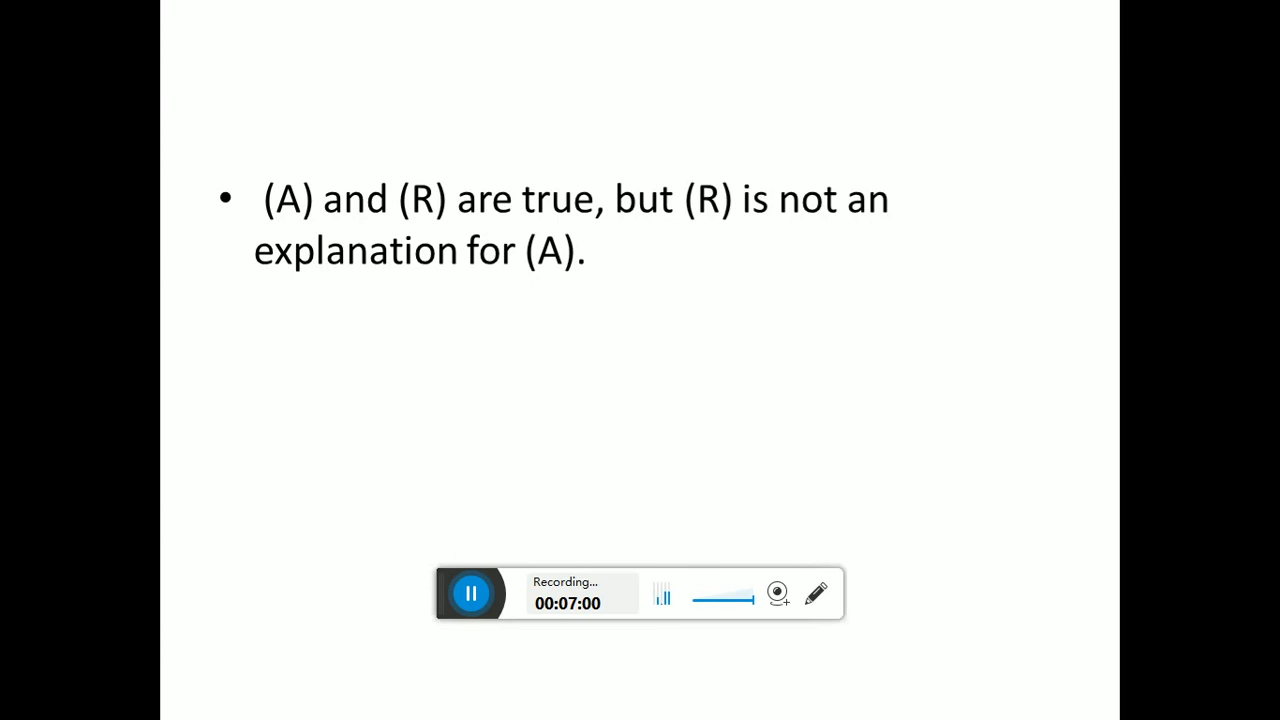 • (A) and (R) are true, but (R) is not an
explanation for (A).
Recording...
00:07:00